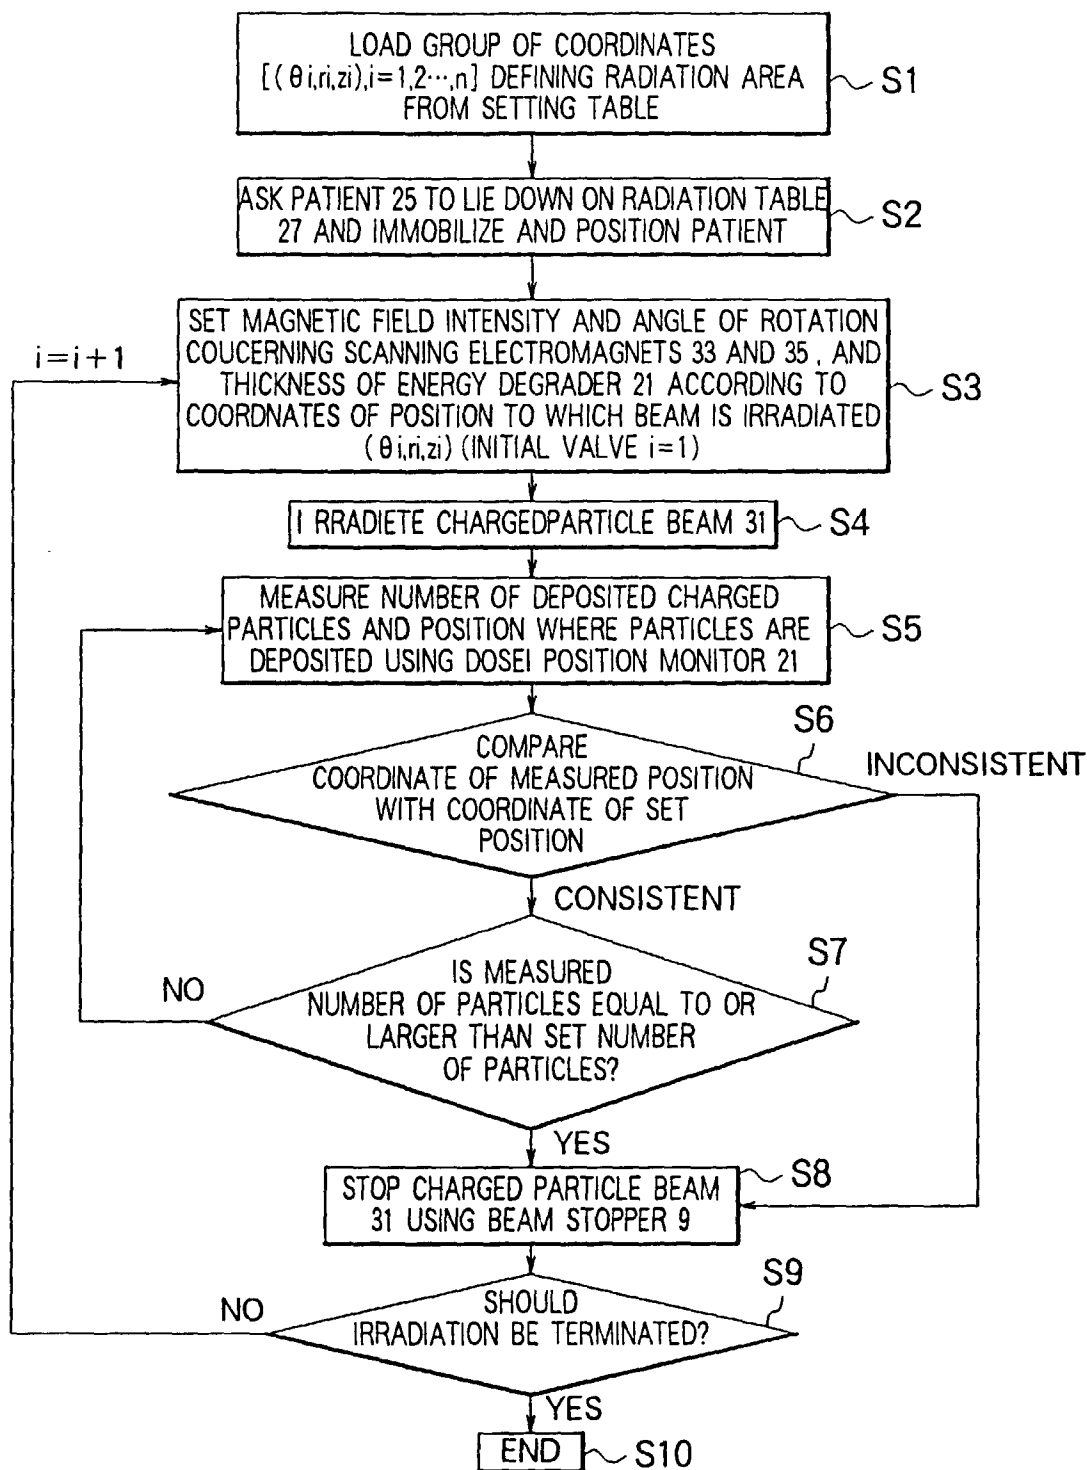 LOAD GROUP OF COORDINATES
[(θi,ri,zi),i=1,2⋯,n] DEFINING RADIATION AREA
FROM SETTING TABLE
S1
ASK PATIENT 25 TO LIE DOWN ON RADIATION TABLE
27 AND IMMOBILIZE AND POSITION PATIENT
S2
i=i+1
SET MAGNETIC FIELD INTENSITY AND ANGLE OF ROTATION
COUCERNING SCANNING ELECTROMAGNETS 33 AND 35 , AND
THICKNESS OF ENERGY DEGRADER 21 ACCORDING TO
COORDNATES OF POSITION TO WHICH BEAM IS IRRADIATED
(θi,ri,zi) (INITIAL VALVE i=1)
S3
I RRADIETE CHARGEDPARTICLE BEAM 31
S4
MEASURE NUMBER OF DEPOSITED CHARGED
PARTICLES AND POSITION WHERE PARTICLES ARE
DEPOSITED USING DOSEI POSITION MONITOR 21
S5
COMPARE
COORDINATE OF MEASURED POSITION
WITH COORDINATE OF SET
POSITION
S6
INCONSISTENT
CONSISTENT
IS MEASURED
NUMBER OF PARTICLES EQUAL TO OR
LARGER THAN SET NUMBER
OF PARTICLES?
S7
NO
YES
STOP CHARGED PARTICLE BEAM
31 USING BEAM STOPPER 9
S8
SHOULD
IRRADIATION BE TERMINATED?
S9
NO
YES
END
S10